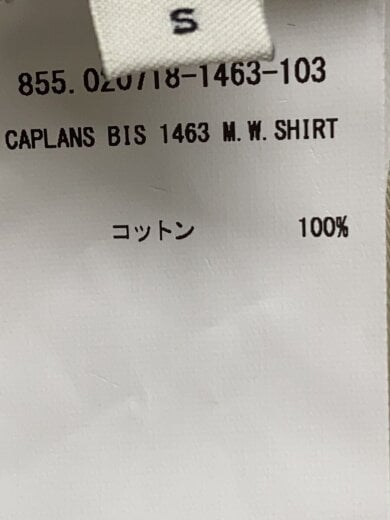 S
855.020718-1463-103
CAPLANS BIS 1463 M.W.SHIRT
コットン 100%